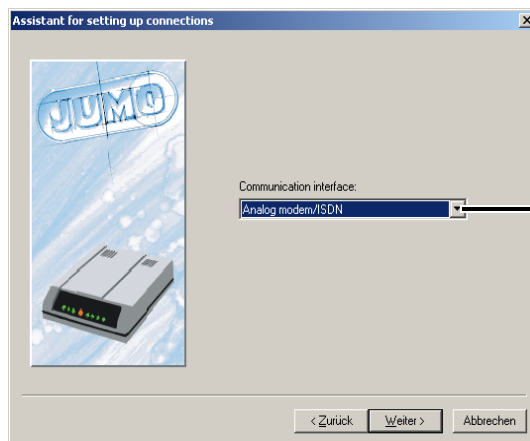 Assistant for setting up connections
JUMO
Communication interface:
Analog modem/ISDN
< Zurück
Weiter >
Abbrechen